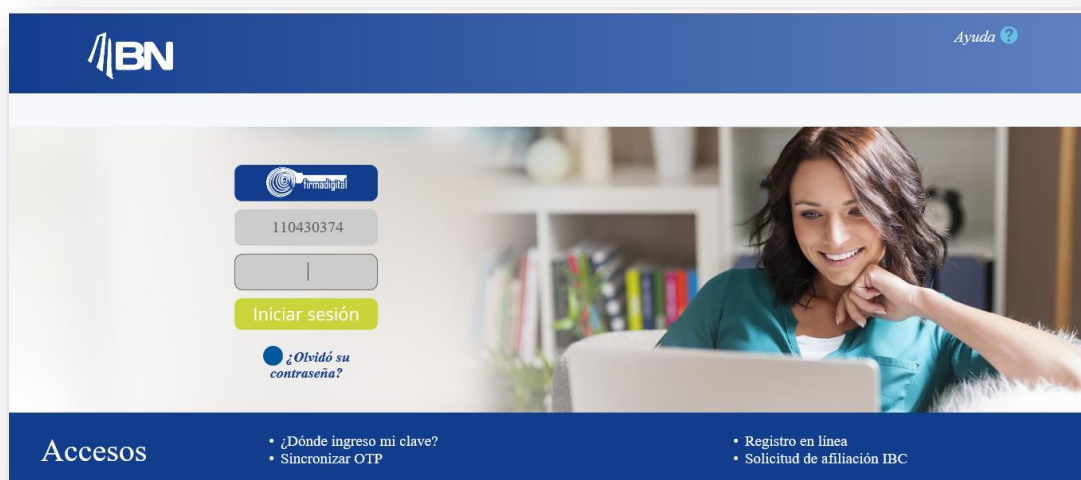 BN
Ayuda ?
firmadigital
110430374
Iniciar sesión
¿Olvidó su
contraseña?
Accesos
• ¿Dónde ingreso mi clave?
• Sincronizar OTP
• Registro en línea
• Solicitud de afiliación IBC